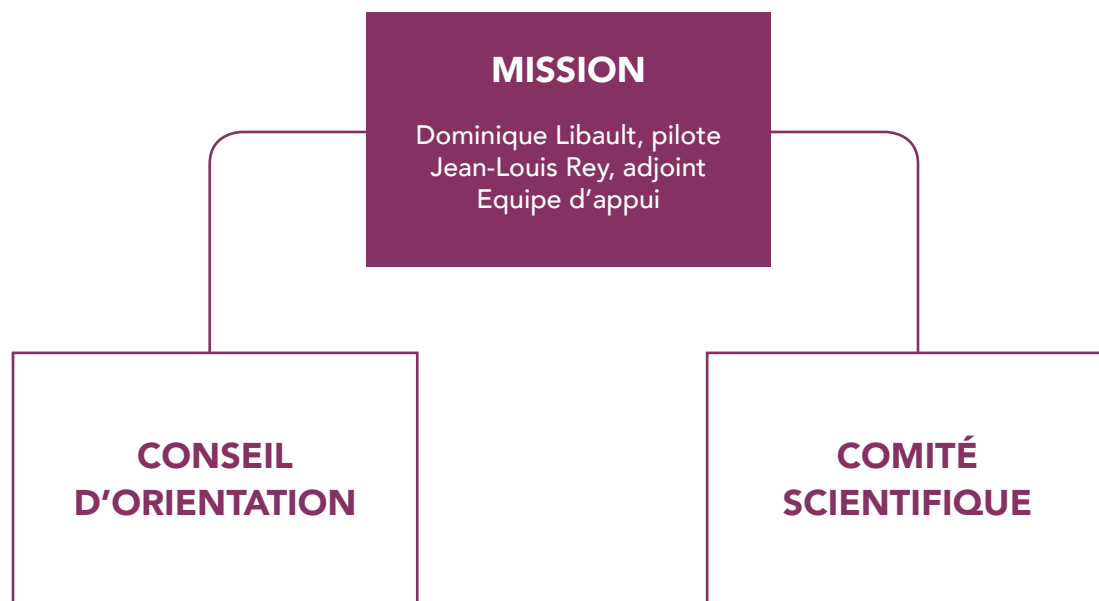 MISSION
Dominique Libault, pilote
Jean-Louis Rey, adjoint
Equipe d’appui
CONSEIL
D’ORIENTATION
COMITÉ
SCIENTIFIQUE